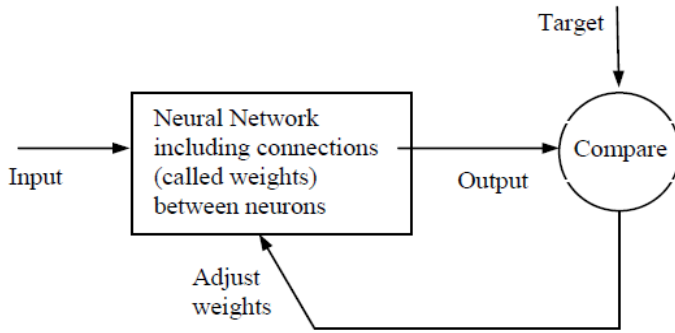 Target
Neural Network
including connections
(called weights)
between neurons
Compare
Input
Output
Adjust
weights